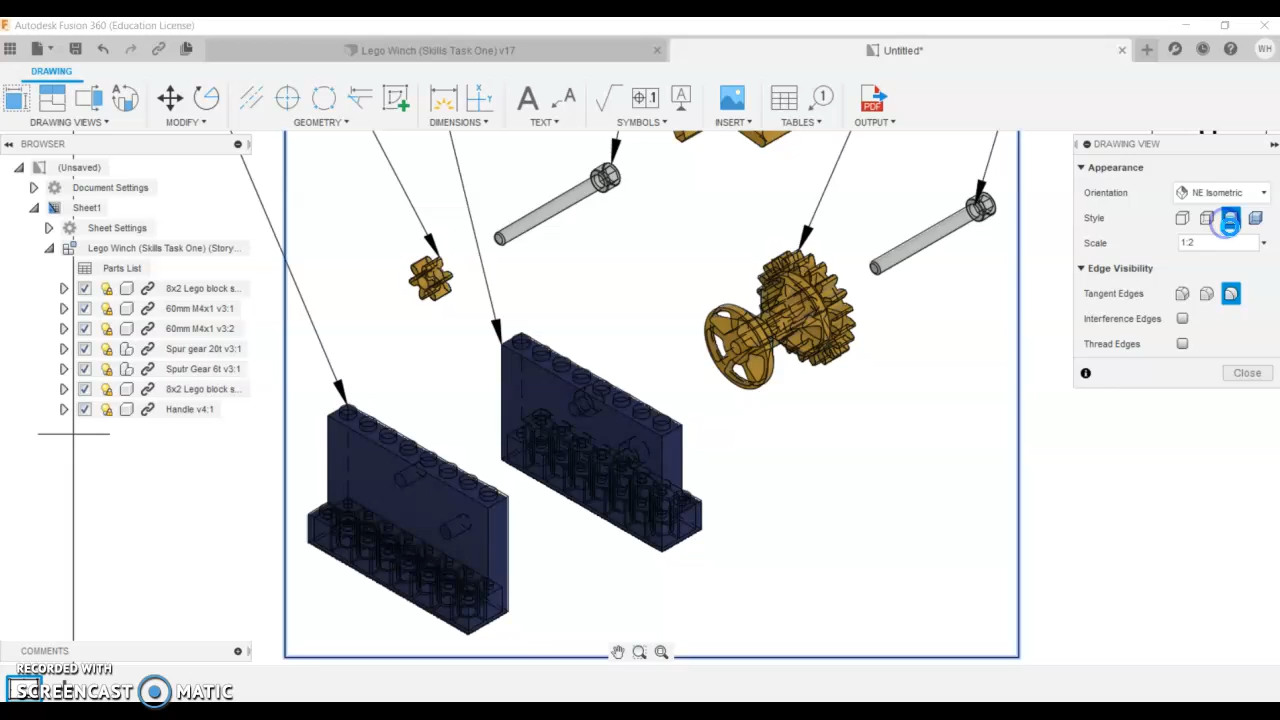 Autodesk Fusion 360 (Education License)
Lego Winch (Skills Task One) v17
Untitled*
WH
DRAWING
DRAWING VIEWS
MODIFY
GEOMETRY
DIMENSIONS
TEXT
SYMBOLS
INSERT
TABLES
OUTPUT
BROWSER
(Unsaved)
Document Settings
Sheet1
Sheet Settings
Lego Winch (Skills Task One) (Story...
Parts List
8x2 Lego block s...
60mm M4x1 v3:1
60mm M4x1 v3:2
Spur gear 20t v3:1
Sputr Gear 6t v3:1
8x2 Lego block s...
Handle v4:1
DRAWING VIEW
Appearance
Orientation NE Isometric
Style
Scale 1:2
Edge Visibility
Tangent Edges
Interference Edges
Thread Edges
Close
COMMENTS
RECORDED WITH
SCREENCAST MATIC